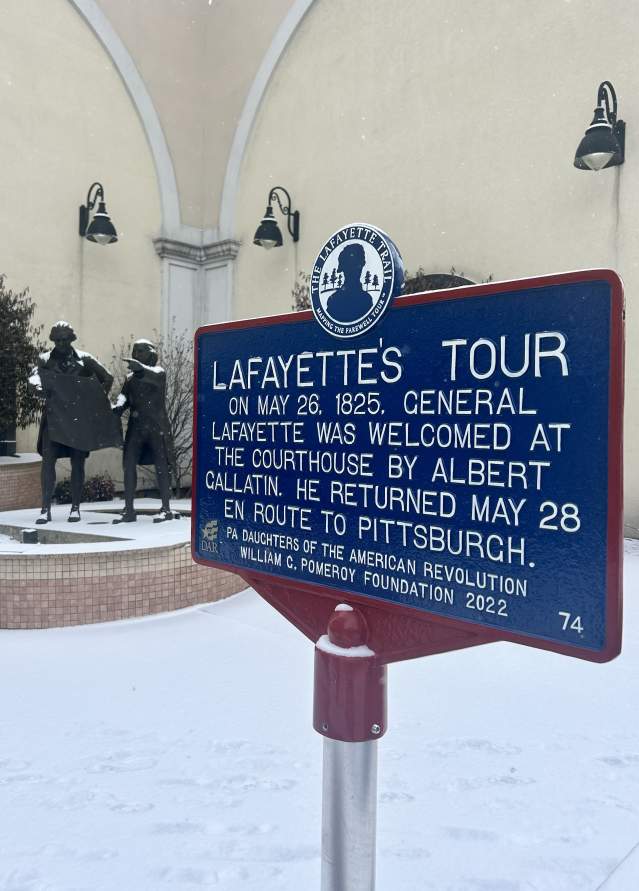 THE LAFAYETTE TRAIL
MAPPING THE FAREWELL TOUR
LAFAYETTE'S TOUR
ON MAY 26, 1825, GENERAL
LAFAYETTE WAS WELCOMED AT
THE COURTHOUSE BY ALBERT
GALLATIN. HE RETURNED MAY 28
EN ROUTE TO PITTSBURGH.
PA DAUGHTERS OF THE AMERICAN REVOLUTION
WILLIAM G. POMEROY FOUNDATION 2022
DAR
74